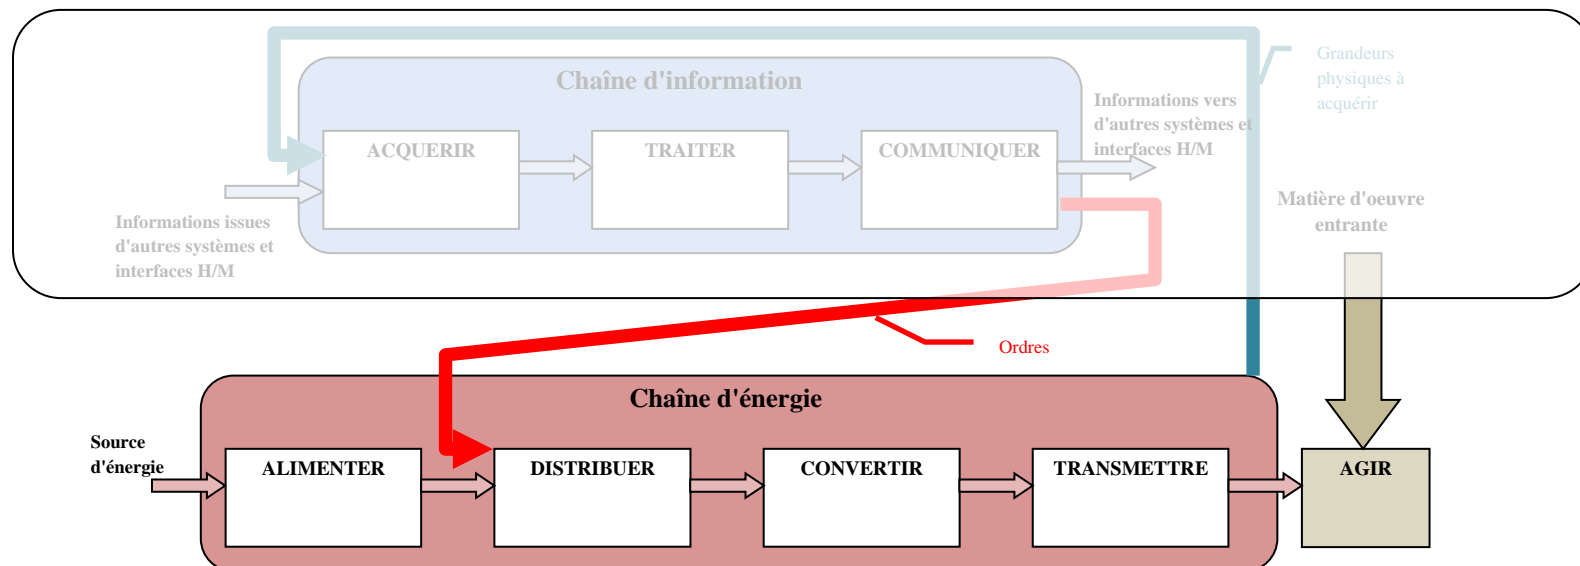 Chaîne d'information
Grandeurs
physiques à
acquérir
Informations vers
d'autres systèmes et
interfaces H/M
ACQUERIR
TRAITER
COMMUNIQUER
Informations issues
d'autres systèmes et
interfaces H/M
Matière d'oeuvre
entrante
Ordres
Chaîne d'énergie
Source
d'énergie
ALIMENTER
DISTRIBUER
CONVERTIR
TRANSMETTRE
AGIR